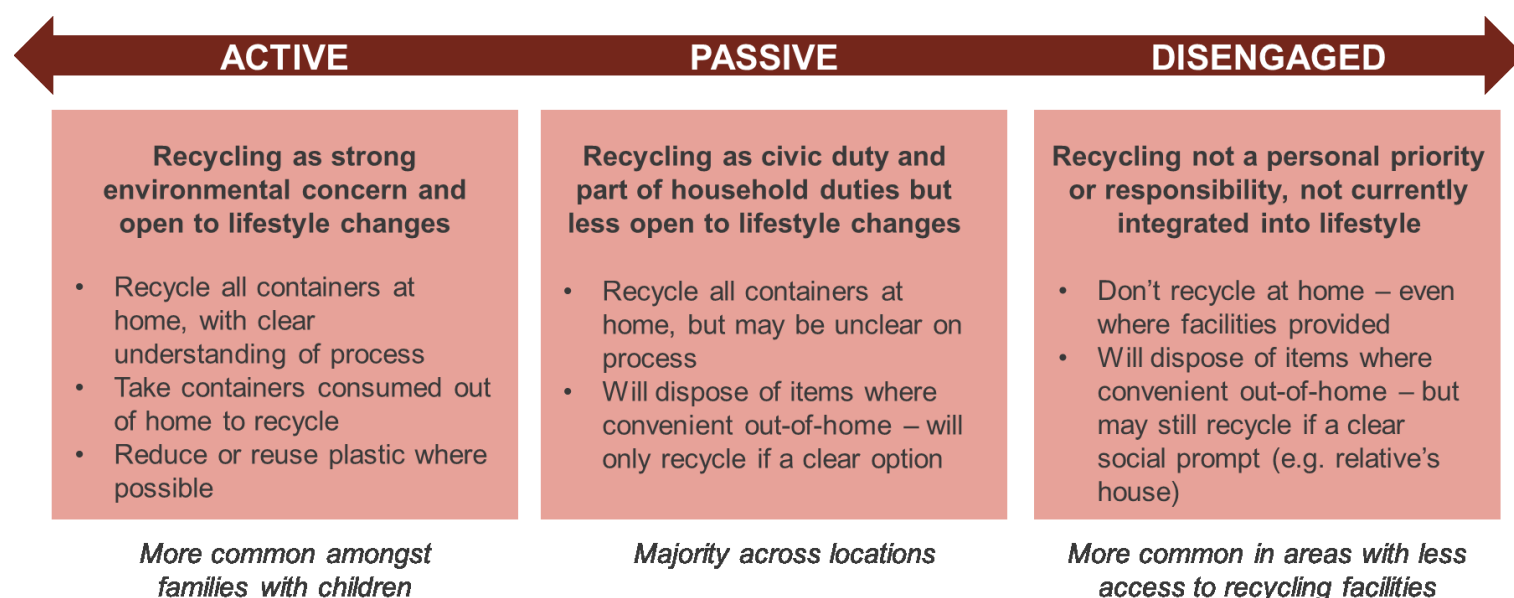 ACTIVE
PASSIVE
DISENGAGED
Recycling as strong
environmental concern and
open to lifestyle changes
• Recycle all containers at
home, with clear
understanding of process
• Take containers consumed out
of home to recycle
• Reduce or reuse plastic where
possible
More common amongst
families with children
Recycling as civic duty and
part of household duties but
less open to lifestyle changes
• Recycle all containers at
home, but may be unclear on
process
• Will dispose of items where
convenient out-of-home – will
only recycle if a clear option
Majority across locations
Recycling not a personal priority
or responsibility, not currently
integrated into lifestyle
• Don’t recycle at home – even
where facilities provided
• Will dispose of items where
convenient out-of-home – but
may still recycle if a clear
social prompt (e.g. relative’s
house)
More common in areas with less
access to recycling facilities